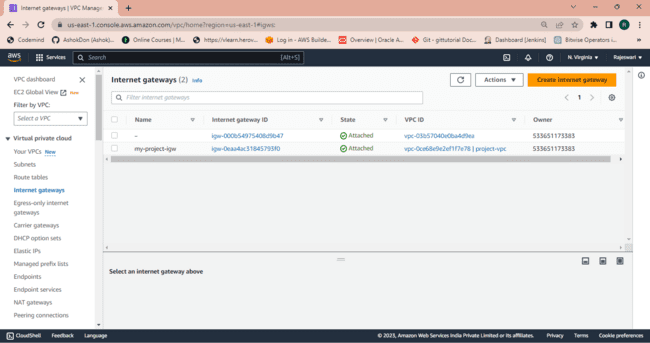 Internet gateways | VPC Manag
us-east-1.console.aws.amazon.com/vpc/home?region=us-east-1#igws:
Codemind
AshokDon (Ashok)...
Online Courses | M...
https://vlearn.herov...
Log in - AWS Builde...
Overview | Oracle A...
Git - gittutorial Doc...
Dashboard [Jenkins]
Bitwise Operators i...
aws
Services
Search
[Alt+S]
N. Virginia
Rajeswari
VPC dashboard
EC2 Global View New
Filter by VPC:
Select a VPC
Virtual private cloud
Your VPCs New
Subnets
Route tables
Internet gateways
Egress-only internet
gateways
Carrier gateways
DHCP option sets
Elastic IPs
Managed prefix lists
Endpoints
Endpoint services
NAT gateways
Peering connections
Internet gateways (2) Info
Actions
Create internet gateway
Filter internet gateways
1
Name Internet gateway ID State VPC ID Owner
– igw-000b54975408d9b47 Attached vpc-03b57040e0ba4d9ea 533651173383
my-project-igw igw-0eaa4ac31845793f0 Attached vpc-0ce68e9e2ef1f7e78 | project-vpc 533651173383
Select an internet gateway above
CloudShell Feedback Language
© 2023, Amazon Web Services India Private Limited or its affiliates. Privacy Terms Cookie preferences